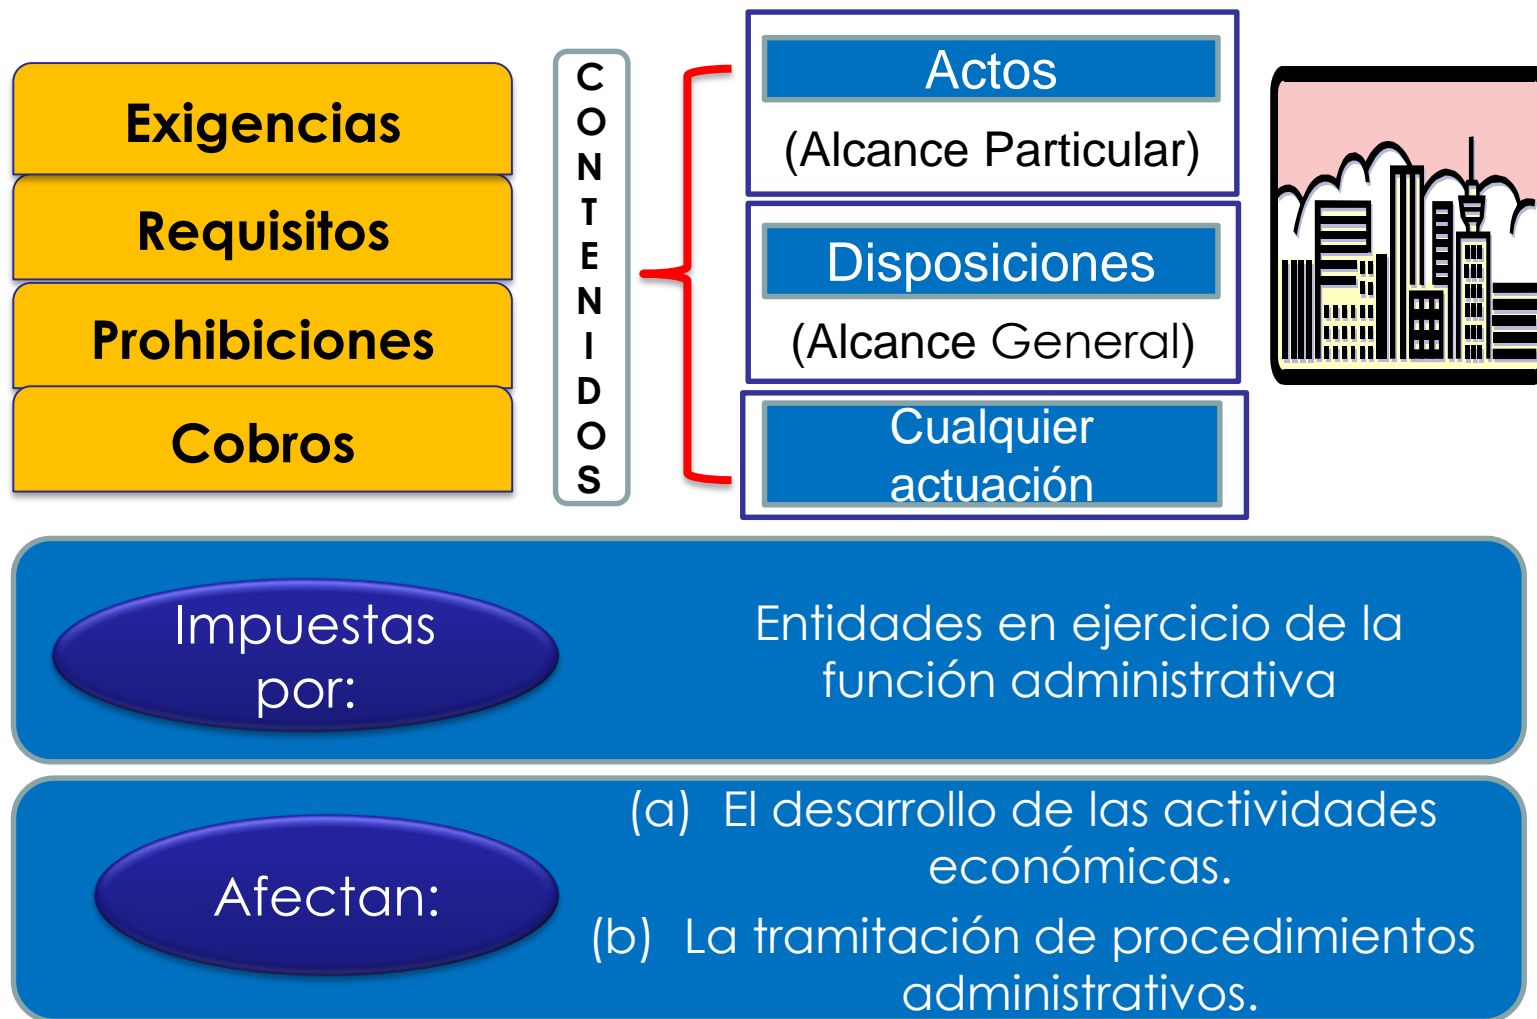 Exigencias
Requisitos
Prohibiciones
Cobros
C
O
N
T
E
N
I
D
O
S
Actos
(Alcance Particular)
Disposiciones
(Alcance General)
Cualquier
actuación
Impuestas
por:
Entidades en ejercicio de la
función administrativa
Afectan:
(a) El desarrollo de las actividades
económicas.
(b) La tramitación de procedimientos
administrativos.